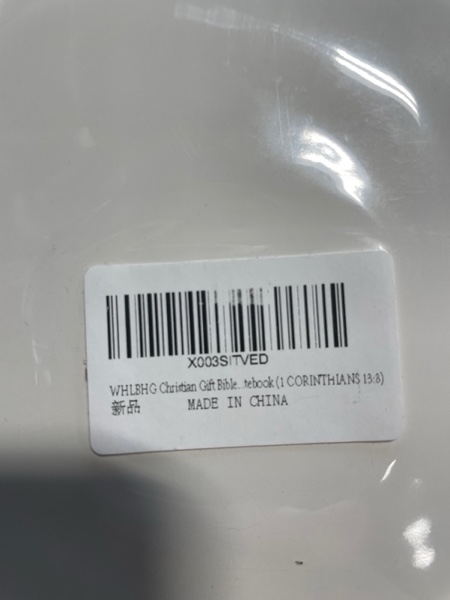 X003SITVED
WHLBHG Christian Gift Bible...tebook (1 CORINTHIANS 13:8)
新品 MADE IN CHINA